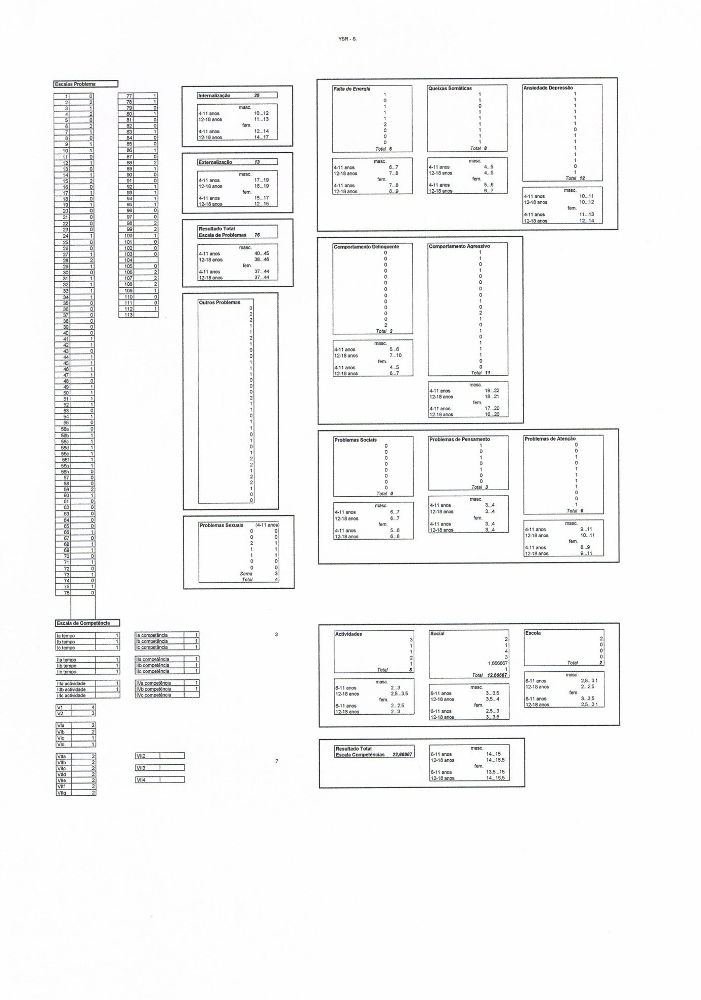 YSR - S.
Escalas Problema
1 0
2 2
3 1
4 2
5 0
6 2
7 1
8 0
9 1
10 1
11 0
12 1
13 0
14 1
15 2
16 0
17 1
18 0
19 1
20 0
21 0
22 0
23 0
24 1
25 0
26 0
27 1
28 2
29 1
30 0
31 1
32 1
33 1
34 1
35 0
36 0
37 0
38 0
39 0
40 0
41 1
42 1
43 0
44 1
45 1
46 1
47 1
48 0
49 1
50 1
51 1
52 1
53 0
54 1
55 0
56a 0
56b 1
56c 1
56d 1
56e 1
56f 1
56g 1
56h 0
57 0
58 0
59 2
60 1
61 0
62 0
63 0
64 0
65 0
66 1
67 0
68 1
69 1
70 0
71 1
72 0
73 1
74 0
75 1
76 0
77 1
78 1
79 0
80 1
81 0
82 0
83 1
84 0
85 0
86 1
87 0
88 2
89 1
90 0
91 0
92 1
93 1
94 1
95 1
96 0
97 0
98 2
99 2
100 1
101 0
102 0
103 0
104
105 0
106 2
107 2
108 2
109 1
110 0
111 0
112 1
113
Internalização 26
masc.
4-11 anos 10...12
12-18 anos 11...13
fem.
4-11 anos 12...14
12-18 anos 14...17
Externalização 13
masc.
4-11 anos 17...19
12-18 anos 16...19
fem.
4-11 anos 15...17
12-18 anos 12...15
Resultado Total
Escala de Problemas 76
masc.
4-11 anos 40...45
12-18 anos 38...46
fem.
4-11 anos 37...44
12-18 anos 37...44
Outros Problemas
0
2
2
1
1
2
1
0
0
1
1
1
0
0
0
2
1
1
0
1
1
0
1
0
1
2
2
1
2
2
1
0
0
Problemas Sexuais (4-11 anos)
0 0
0 0
2 1
1 1
1 1
0 0
0 0
Soma 3
Total 4
Falta de Energia
1
0
1
1
1
2
0
0
0
Total 6
masc.
4-11 anos 6...7
12-18 anos 7...8
fem.
4-11 anos 7...8
12-18 anos 8...9
Queixas Somáticas
1
1
0
1
1
1
1
1
1
Total 8
masc.
4-11 anos 4...5
12-18 anos 4...5
fem.
4-11 anos 5...6
12-18 anos 6...7
Ansiedade Depressão
1
1
1
1
1
1
0
1
1
1
1
1
0
1
Total 12
masc.
4-11 anos 10...11
12-18 anos 10...12
fem.
4-11 anos 11...13
12-18 anos 12...14
Comportamento Delinquente
0
0
0
0
0
0
0
0
0
0
0
0
2
Total 2
masc.
4-11 anos 5...6
12-18 anos 7...10
fem.
4-11 anos 4...5
12-18 anos 6...7
Comportamento Agressivo
1
1
0
1
0
0
0
0
1
0
2
1
0
1
0
1
1
1
0
0
Total 11
masc.
4-11 anos 19...22
12-18 anos 18...21
fem.
4-11 anos 17...20
12-18 anos 16...20
Problemas Sociais
0
0
0
0
0
0
0
0
Total 0
masc.
4-11 anos 6...7
12-18 anos 6...7
fem.
4-11 anos 5...6
12-18 anos 6...8
Problemas de Pensamento
1
0
1
0
1
0
0
Total 3
masc.
4-11 anos 3...4
12-18 anos 3...4
fem.
4-11 anos 3...4
12-18 anos 3...4
Problemas de Atenção
0
0
1
0
1
1
1
1
0
0
1
Total 6
masc.
4-11 anos 9...11
12-18 anos 10...11
fem.
4-11 anos 8...9
12-18 anos 9...11
Escala de Competência
Ia tempo 1
Ib tempo 1
Ic tempo 1
Ia competência 1
Ib competência 1
Ic competência 1
3
IIa tempo 1
IIb tempo 1
IIc tempo 1
IIa competência 1
IIb competência 1
IIc competência 1
IIIa actividade 1
IIIb actividade 1
IIIc actividade
IVa competência 1
IVb competência 1
IVc competência
V1 4
V2 3
VIa 2
VIb 2
VIc 1
VId 1
VIIa 2
VIIb 2
VIIc 2
VIId 2
VIIe 2
VIIf 2
VIIg 2
VII2
VII3
VII4
7
Actividades
3
1
1
2
1
Total 8
masc.
6-11 anos 2...3
12-18 anos 2,5...3,5
fem.
6-11 anos 2...2,5
12-18 anos 2...3
Social
2
1
4
3
1,666667
1
Total 12,66667
masc.
6-11 anos 3...3,5
12-18 anos 3,5...4
fem.
6-11 anos 2,5...3
12-18 anos 3...3,5
Escola
2
0
0
0
Total 2
masc.
6-11 anos 2,8...3,1
12-18 anos 2...2,5
fem.
6-11 anos 3...3,5
12-18 anos 2,5...3,1
Resultado Total
Escala Competências 22,66667
masc.
6-11 anos 14...15
12-18 anos 14...15,5
fem.
6-11 anos 13,5...15
12-18 anos 14...15,5